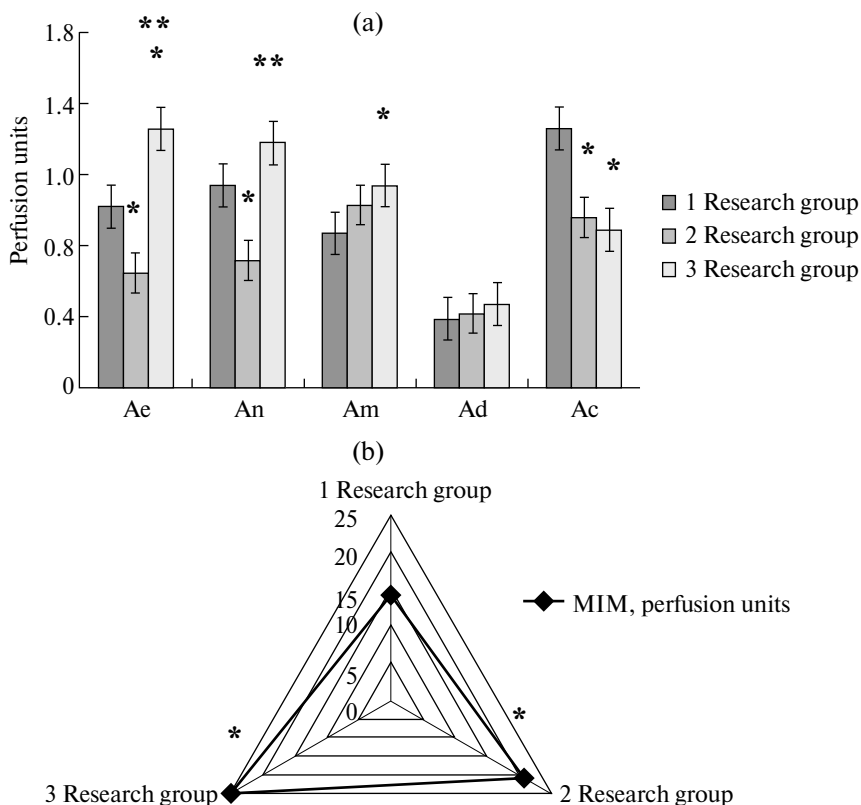 (a)
**
*
**
*
*
*
*
*
1.8
1.4
1.0
0.8
0.4
0
Perfusion units
Ae An Am Ad Ac
1 Research group
2 Research group
3 Research group
(b)
1 Research group
25
20
15
10
5
0
MIM, perfusion units
*
*
3 Research group
2 Research group